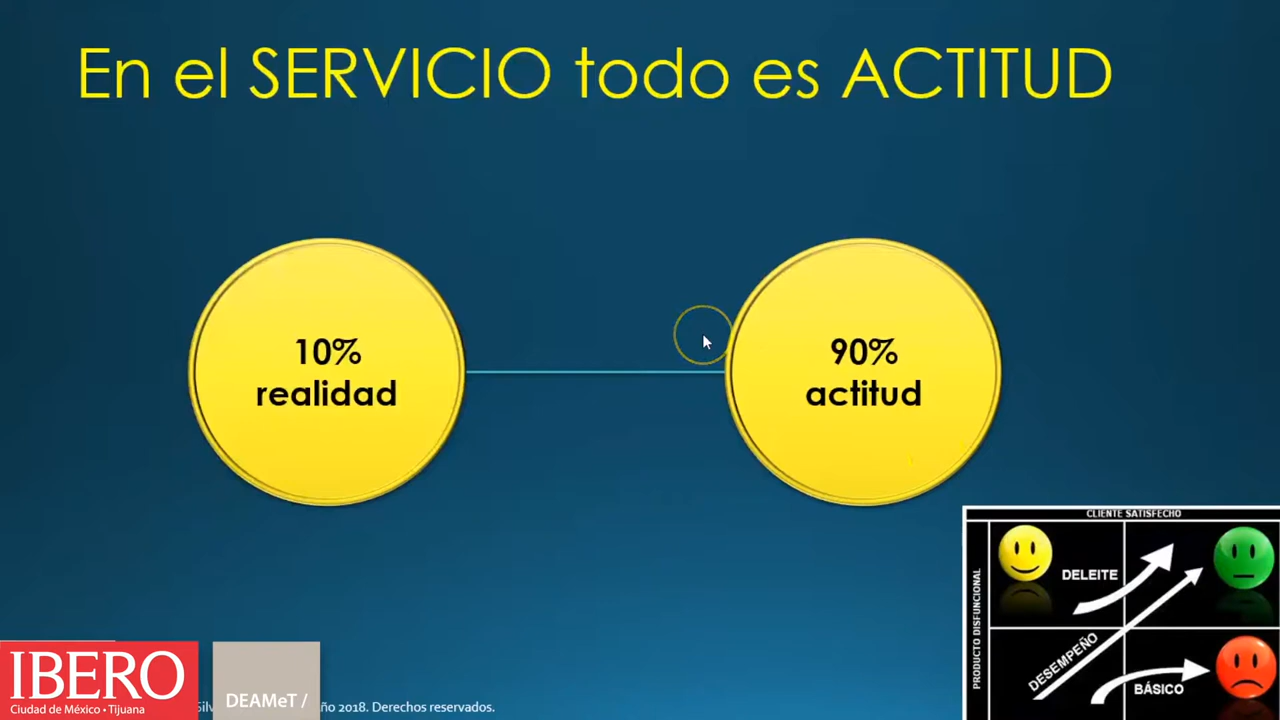 En el SERVICIO todo es ACTITUD
10%
realidad
90%
actitud
CLIENTE SATISFECHO
PRODUCTO DISFUNCIONAL
DELEITE
DESEMPEÑO
BÁSICO
IBERO
Ciudad de México • Tijuana
DEAMeT /
2018. Derechos reservados.